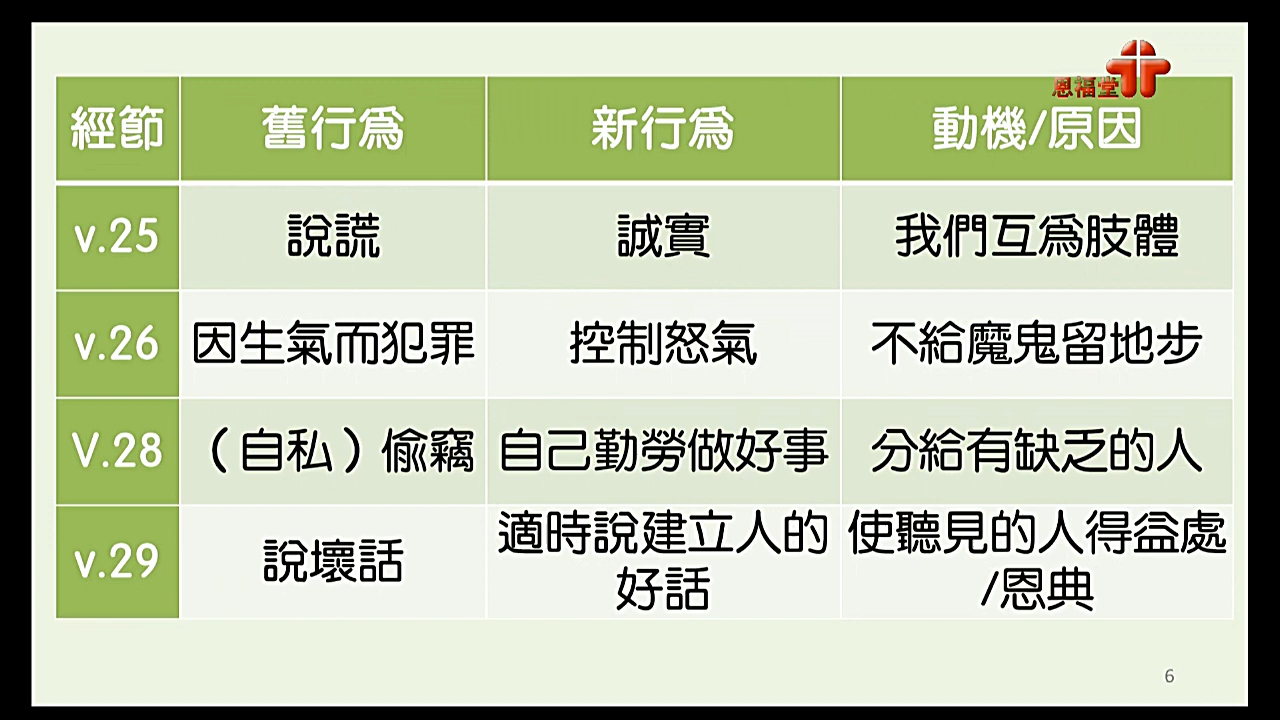 恩福堂
經節 舊行為 新行為 動機/原因
v.25 說謊 誠實 我們互為肢體
v.26 因生氣而犯罪 控制怒氣 不給魔鬼留地步
V.28 （自私）偷竊 自己勤勞做好事 分給有缺乏的人
v.29 說壞話 適時說建立人的
好話 使聽見的人得益處
/恩典
6